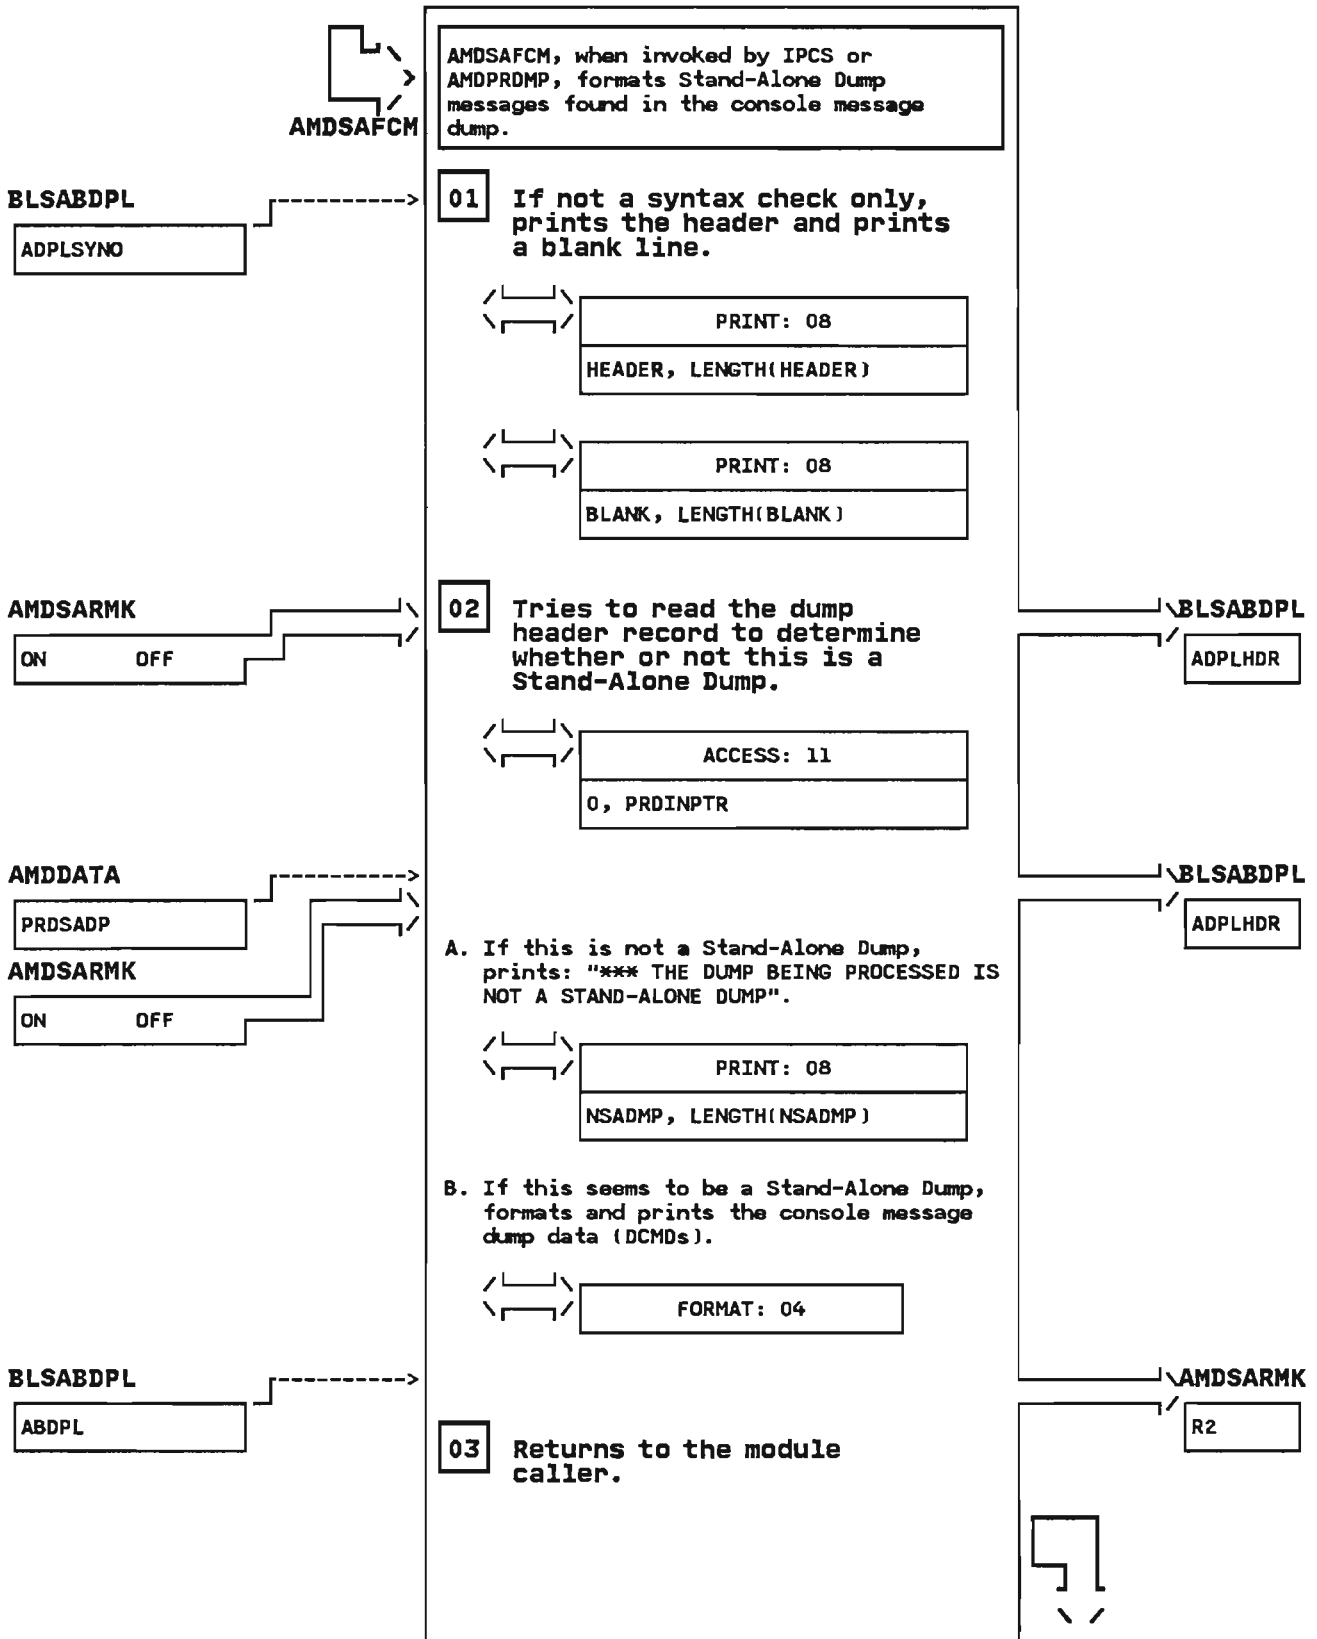 AMDSAFCM, when invoked by IPCS or
AMDPRDMP, formats Stand-Alone Dump
messages found in the console message
dump.
AMDSAFCM
BLSABDPL
ADPLSYNO
01 If not a syntax check only,
prints the header and prints
a blank line.
PRINT: 08
HEADER, LENGTH(HEADER)
PRINT: 08
BLANK, LENGTH(BLANK)
AMDSARMK
ON OFF
02 Tries to read the dump
header record to determine
whether or not this is a
Stand-Alone Dump.
BLSABDPL
ADPLHDR
ACCESS: 11
0, PRDINPTR
AMDDATA
PRDSADP
AMDSARMK
ON OFF
BLSABDPL
ADPLHDR
A. If this is not a Stand-Alone Dump,
prints: "*** THE DUMP BEING PROCESSED IS
NOT A STAND-ALONE DUMP".
PRINT: 08
NSADMP, LENGTH(NSADMP)
B. If this seems to be a Stand-Alone Dump,
formats and prints the console message
dump data (DCMDs).
FORMAT: 04
BLSABDPL
ABDPL
AMDSARMK
R2
03 Returns to the module
caller.